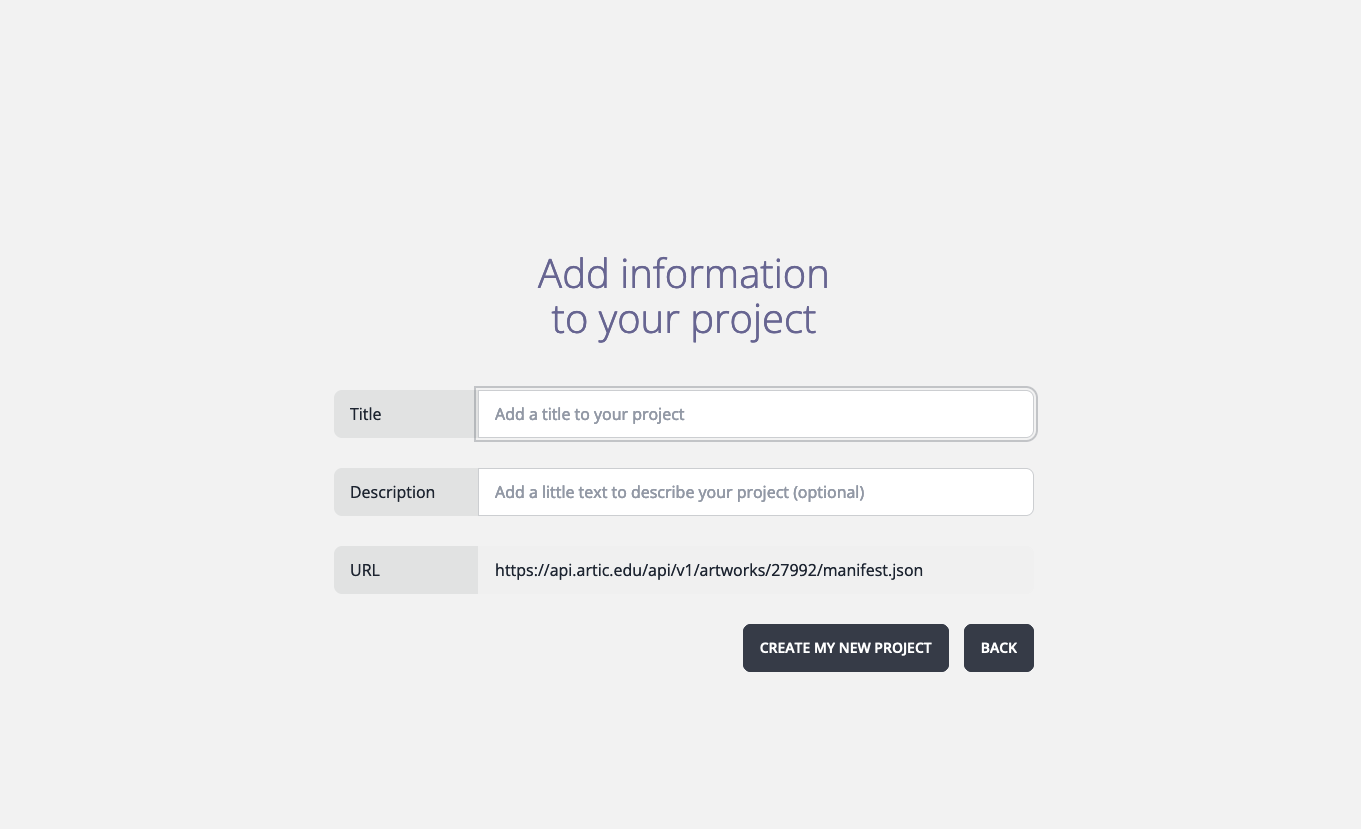 Add information
to your project
Title
Add a title to your project
Description
Add a little text to describe your project (optional)
URL
https://api.artic.edu/api/v1/artworks/27992/manifest.json
CREATE MY NEW PROJECT
BACK